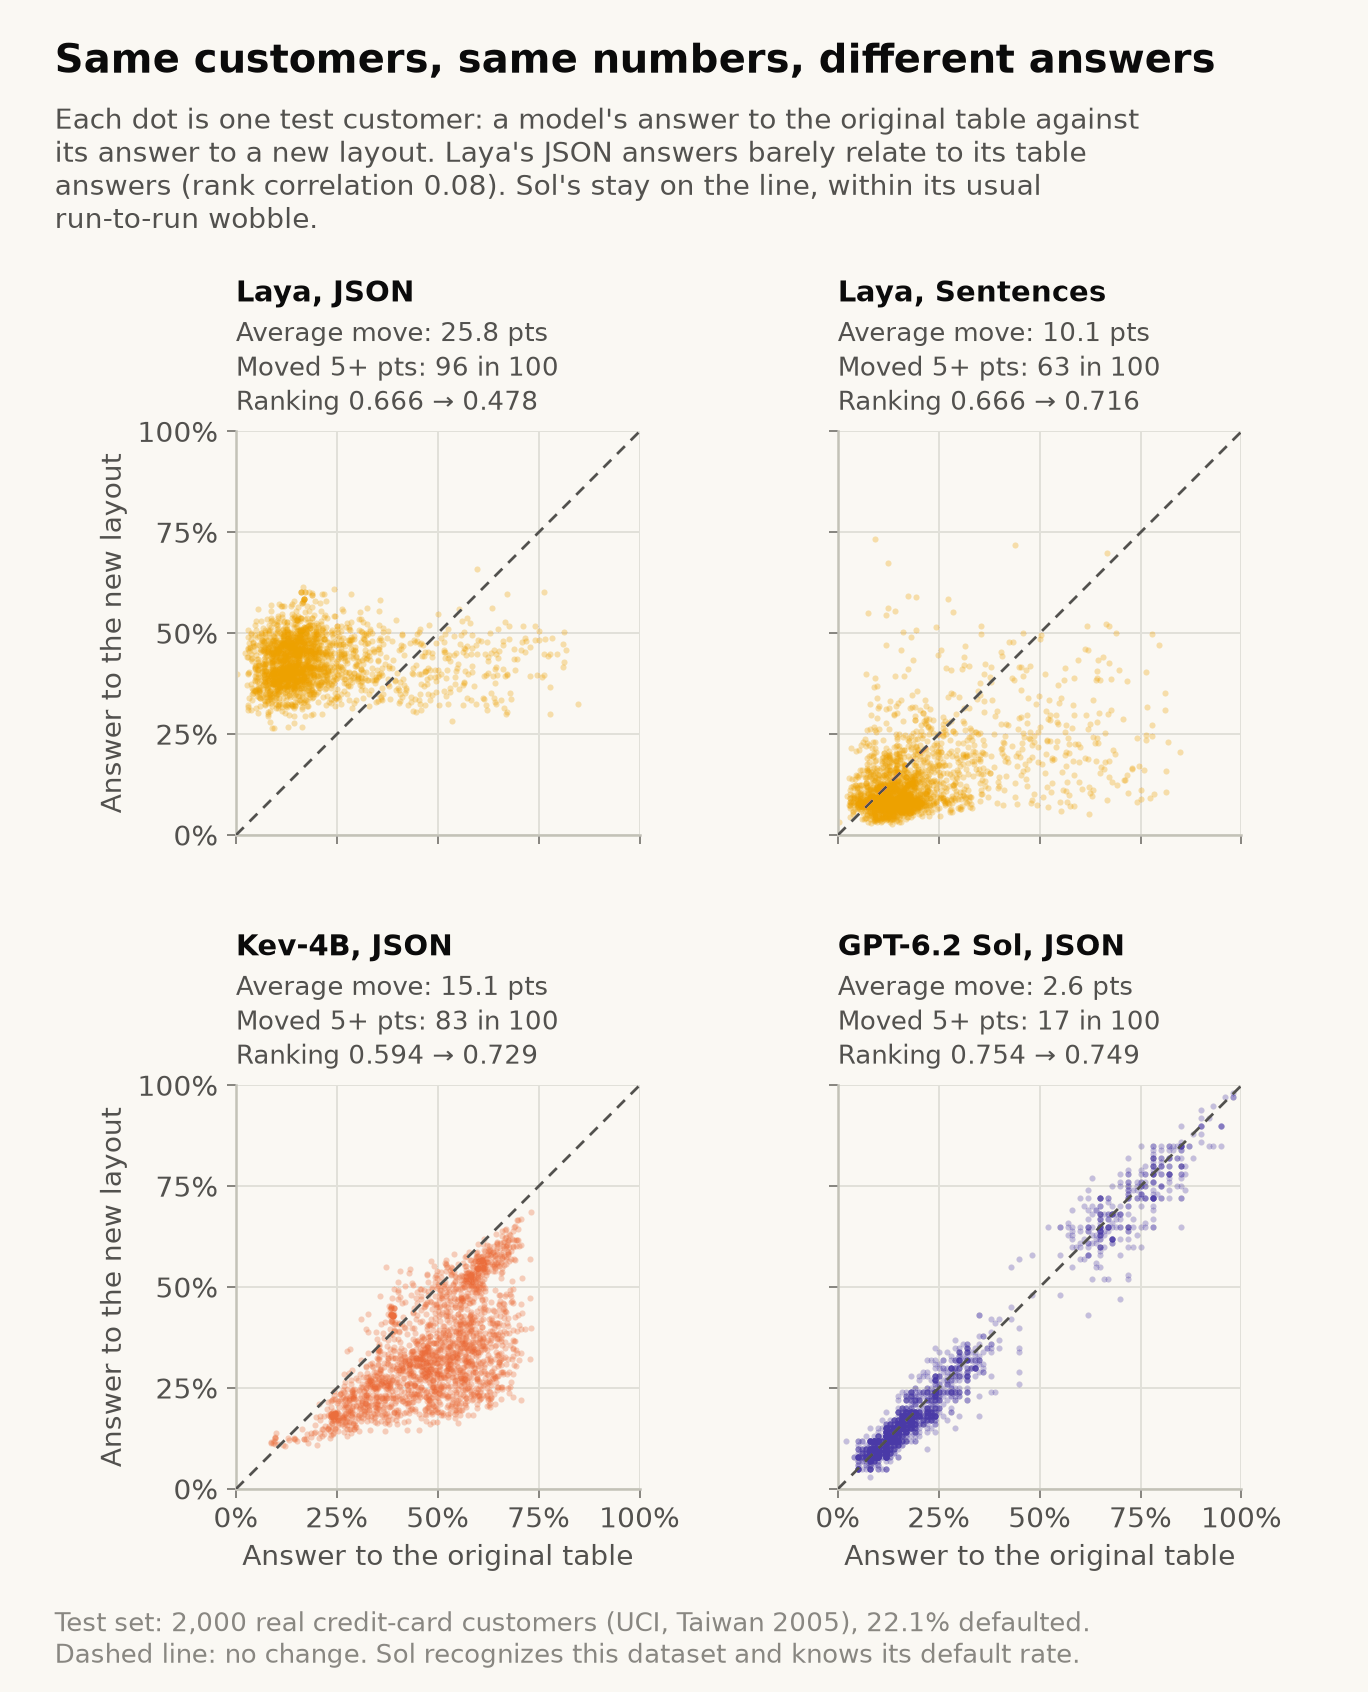 Same customers, same numbers, different answers
Each dot is one test customer: a model's answer to the original table against
its answer to a new layout. Laya's JSON answers barely relate to its table
answers (rank correlation 0.08). Sol's stay on the line, within its usual
run-to-run wobble.
Laya, JSON
Average move: 25.8 pts
Moved 5+ pts: 96 in 100
Ranking 0.666 → 0.478
Laya, Sentences
Average move: 10.1 pts
Moved 5+ pts: 63 in 100
Ranking 0.666 → 0.716
100%
75%
50%
25%
0%
Answer to the new layout
Kev-4B, JSON
Average move: 15.1 pts
Moved 5+ pts: 83 in 100
Ranking 0.594 → 0.729
GPT-6.2 Sol, JSON
Average move: 2.6 pts
Moved 5+ pts: 17 in 100
Ranking 0.754 → 0.749
100%
75%
50%
25%
0%
Answer to the new layout
0% 25% 50% 75% 100%
Answer to the original table
0% 25% 50% 75% 100%
Answer to the original table
Test set: 2,000 real credit-card customers (UCI, Taiwan 2005), 22.1% defaulted.
Dashed line: no change. Sol recognizes this dataset and knows its default rate.